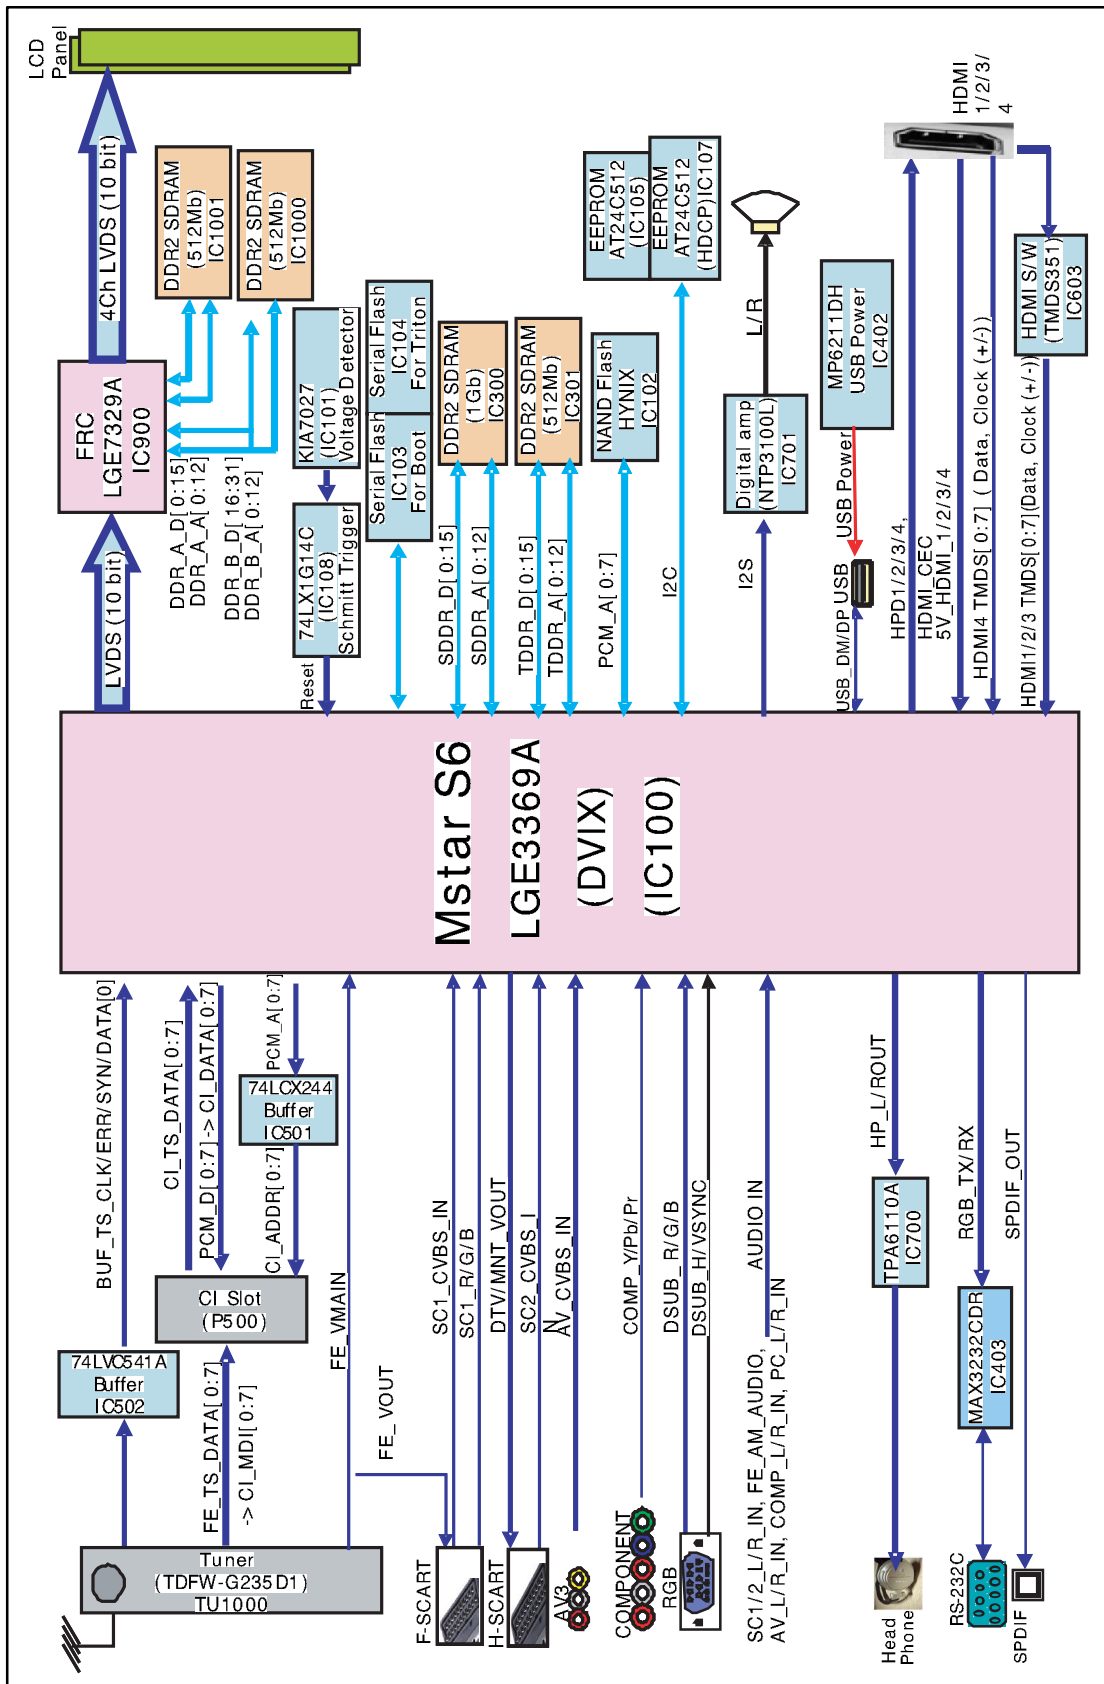 LCD
Panel
4Ch LVDS (10 bit)
DDR2 SDRAM
(512Mb)
IC1001
DDR2 SDRAM
(512Mb)
IC1000
FRC
LGE7329A
IC900
DDR_A_D[0:15]
DDR_A_A[0:12]
DDR_B_D[16:31]
DDR_B_A[0:12]
LVDS (10 bit)
KIA7027
(IC101)
Voltage Detector
74LX1G14C
(IC108)
Schmitt Trigger
Reset
Serial Flash
IC104
For Triton
Serial Flash
IC103
For Boot
DDR2 SDRAM
(1Gb)
IC300
SDDR_D[0:15]
SDDR_A[0:12]
DDR2 SDRAM
(512Mb)
IC301
TDDR_D[0:15]
TDDR_A[0:12]
NAND Flash
HYNIX
IC102
PCM_A[0:7]
EEPROM
AT24C512
(IC105)
EEPROM
AT24C512
(HDCP)IC107
I2C
L/R
Digital amp
(NTP3100L)
IC701
I2S
MP6211DH
USB Power
IC402
USB Power
USB
USB_DM/DP
HDMI
1/2/3/
4
HPD1/2/3/4,
HDMI_CEC
5V_HDMI_1/2/3/4
HDMI4 TMDS[0:7] ( Data, Clock (+/-))
HDMI S/W
(TMDS351)
IC603
HDMI1/2/3 TMDS[0:7](Data, Clock (+/-))
Mstar S6
LGE3369A
(DVIX)
(IC100)
BUF_TS_CLK/ERR/SYN/DATA[0]
CI_TS_DATA[0:7]
PCM_D[0:7]-> CI_DATA[0:7]
PCM_A[0:7]
74LCX244
Buffer
IC501
CI_ADDR[0:7]
CI Slot
(P500)
74LVC541A
Buffer
IC502
FE_TS_DATA[0:7]
-> CI_MDI[0:7]
FE_VMAIN
FE_VOUT
Tuner
(TDFW-G235D1)
TU1000
SC1_CVBS_IN
SC1_R/G/B
DTV/MNT_VOUT
SC2_CVBS_I
N
AV_CVBS_IN
COMP_Y/Pb/Pr
DSUB_R/G/B
DSUB_H/VSYNC
AUDIO IN
SC1/2_L/R_IN, FE_AM_AUDIO,
AV_L/R_IN, COMP_L/R_IN, PC_L/R_IN
F-SCART
H-SCART
AV3
COMPONENT
RGB
HP_L/ROUT
TPA6110A
IC700
Head
Phone
RGB_TX/RX
MAX3232CDR
IC403
RS-232C
SPDIF_OUT
SPDIF